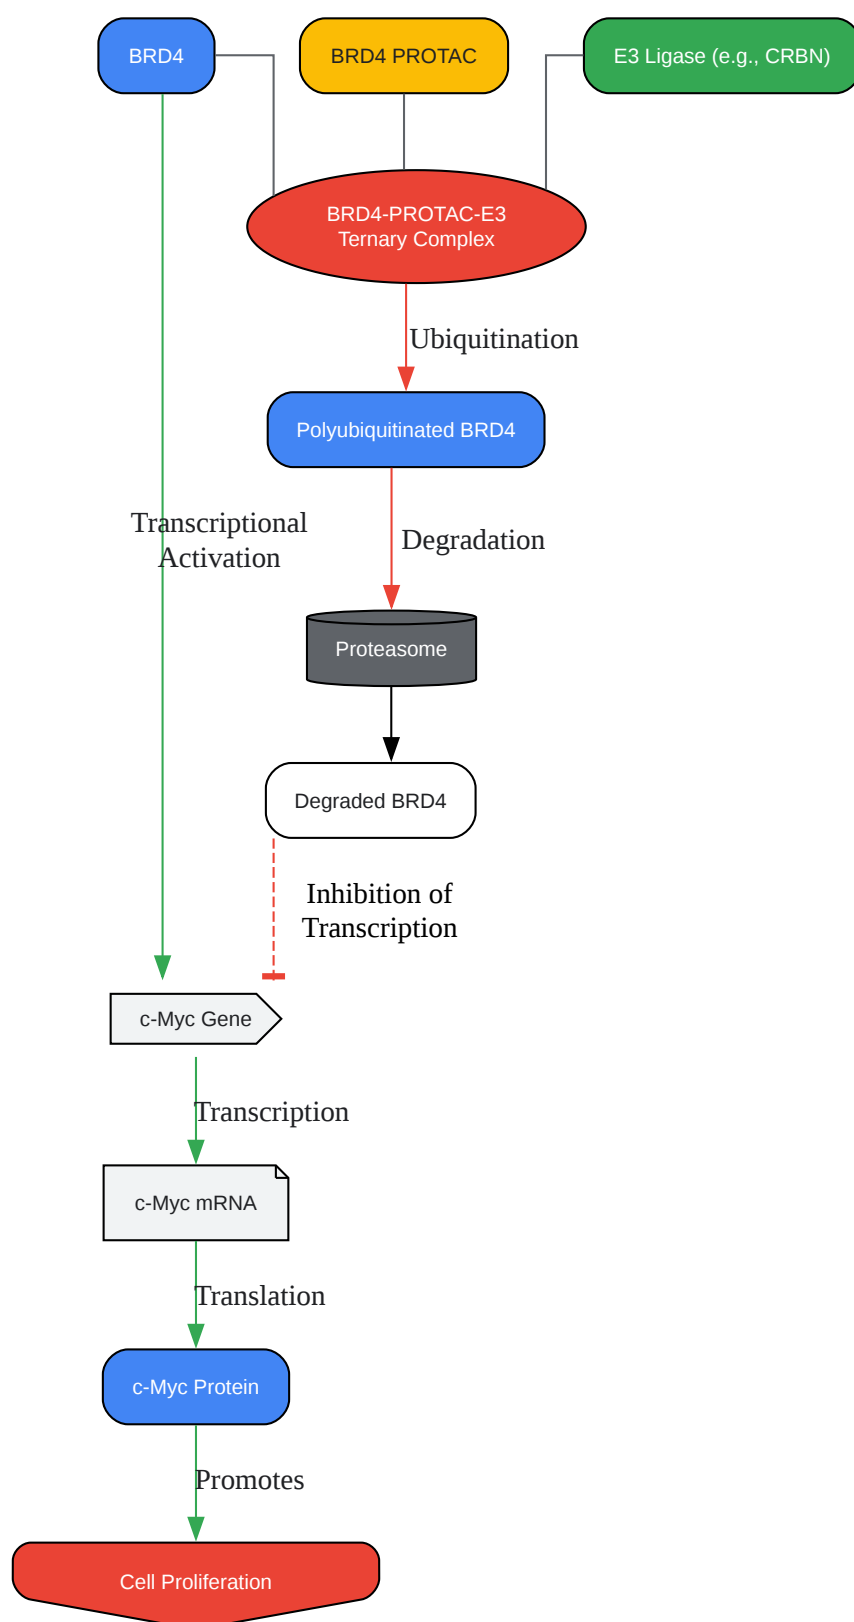 BRD4
BRD4 PROTAC
E3 Ligase (e.g., CRBN)
BRD4-PROTAC-E3
Ternary Complex
Ubiquitination
Polyubiquitinated BRD4
Transcriptional
Activation
Degradation
Proteasome
Degraded BRD4
Inhibition of
Transcription
c-Myc Gene
Transcription
c-Myc mRNA
Translation
c-Myc Protein
Promotes
Cell Proliferation